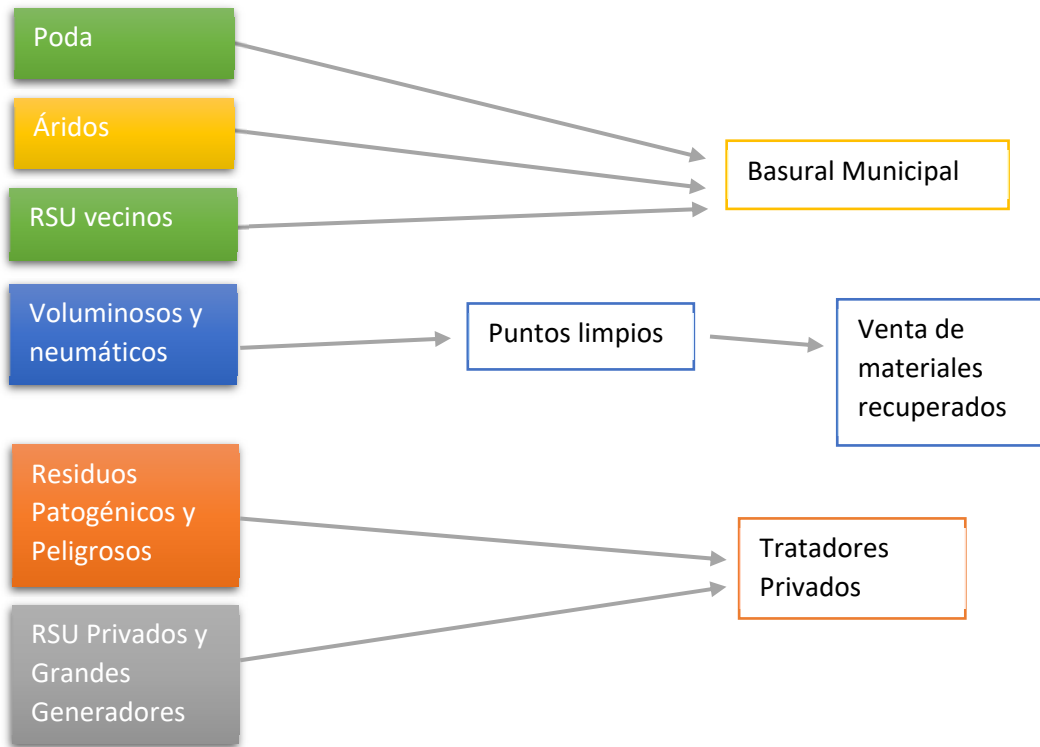 Poda
Áridos
RSU vecinos
Basural Municipal
Voluminosos y
neumáticos
Puntos limpios
Venta de
materiales
recuperados
Residuos
Patogénicos y
Peligrosos
Tratadores
Privados
RSU Privados y
Grandes
Generadores